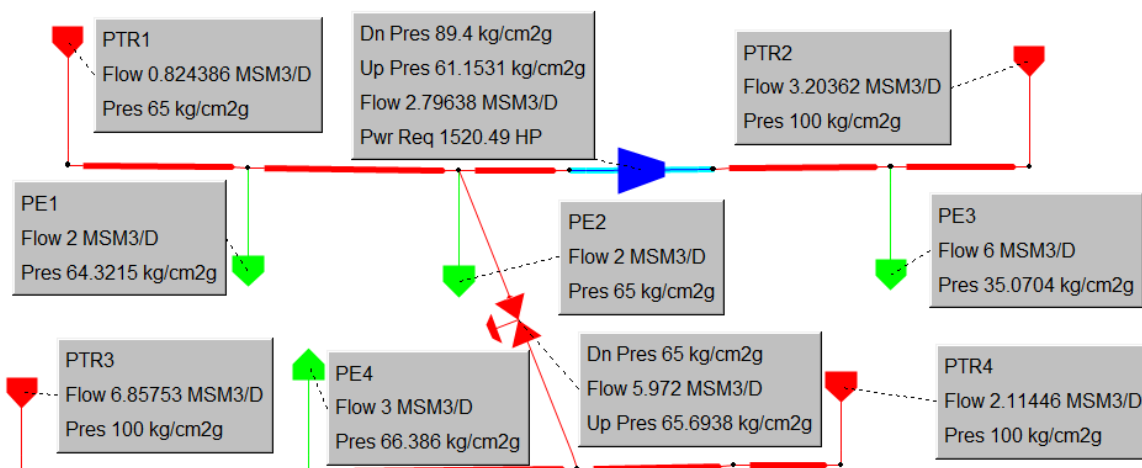 PTR1
Flow 0.824386 MSM3/D
Pres 65 kg/cm2g
Dn Pres 89.4 kg/cm2g
Up Pres 61.1531 kg/cm2g
Flow 2.79638 MSM3/D
Pwr Req 1520.49 HP
PTR2
Flow 3.20362 MSM3/D
Pres 100 kg/cm2g
PE1
Flow 2 MSM3/D
Pres 64.3215 kg/cm2g
PE2
Flow 2 MSM3/D
Pres 65 kg/cm2g
PE3
Flow 6 MSM3/D
Pres 35.0704 kg/cm2g
PTR3
Flow 6.85753 MSM3/D
Pres 100 kg/cm2g
PE4
Flow 3 MSM3/D
Pres 66.386 kg/cm2g
Dn Pres 65 kg/cm2g
Flow 5.972 MSM3/D
Up Pres 65.6938 kg/cm2g
PTR4
Flow 2.11446 MSM3/D
Pres 100 kg/cm2g